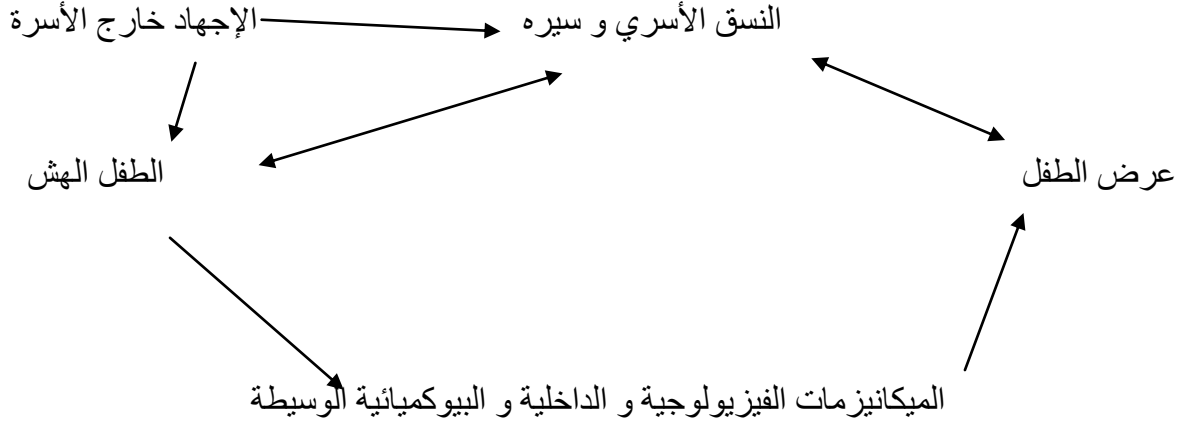 النسق الأسري و سيره
الإجهاد خارج الأسرة
عرض الطفل
الطفل الهش
الميكانيزمات الفيزيولوجية و الداخلية و البيوكميائية الوسيطة